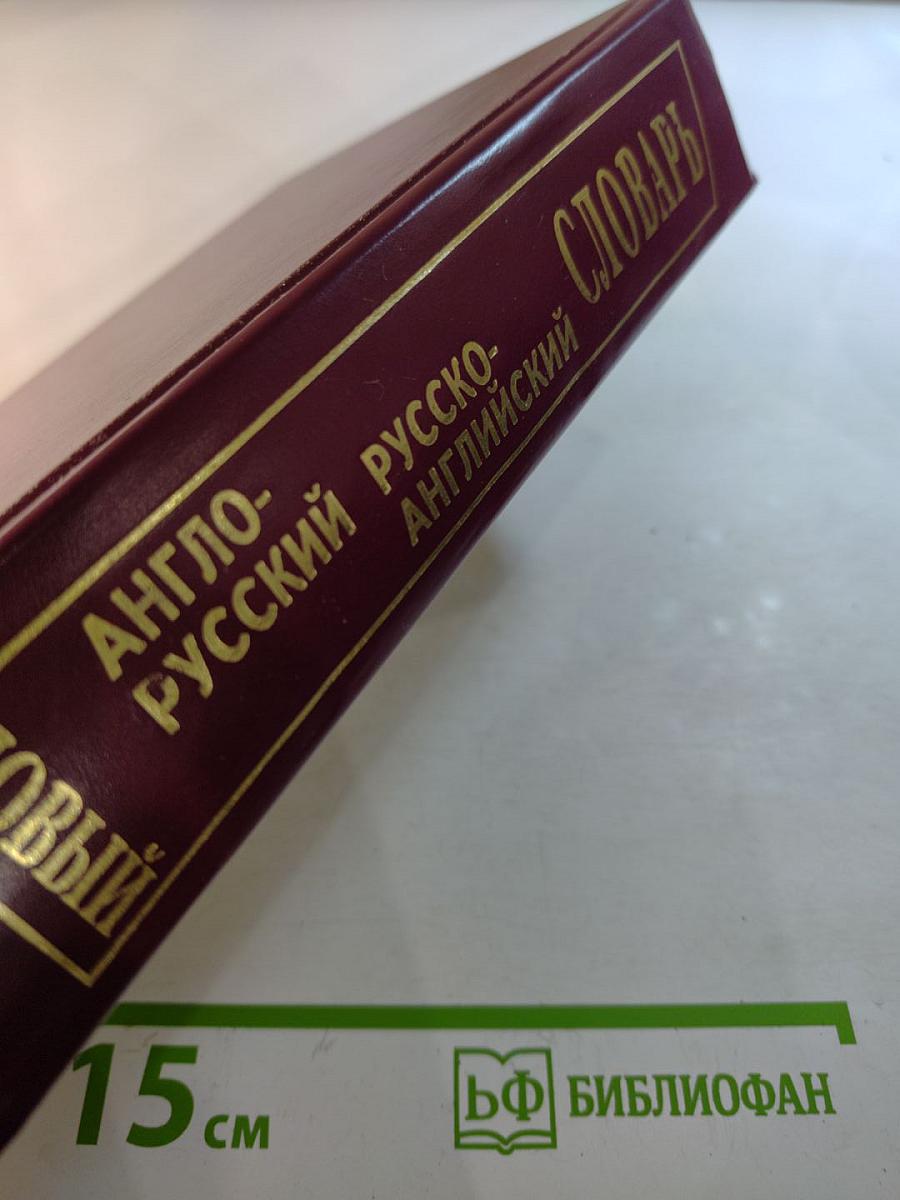 АНГЛО-
РУССКИЙ
РУССКО-
АНГЛИЙСКИЙ
СЛОВАРЬ
15 см
ЬФ БИБЛИОФАН